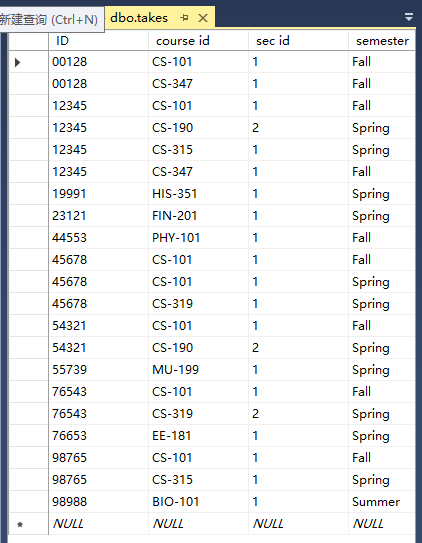 新建查询 (Ctrl+N) dbo.takes
ID course id sec id semester
00128 CS-101 1 Fall
00128 CS-347 1 Fall
12345 CS-101 1 Fall
12345 CS-190 2 Spring
12345 CS-315 1 Spring
12345 CS-347 1 Fall
19991 HIS-351 1 Spring
23121 FIN-201 1 Spring
44553 PHY-101 1 Fall
45678 CS-101 1 Fall
45678 CS-101 1 Spring
45678 CS-319 1 Spring
54321 CS-101 1 Fall
54321 CS-190 2 Spring
55739 MU-199 1 Spring
76543 CS-101 1 Fall
76543 CS-319 2 Spring
76653 EE-181 1 Spring
98765 CS-101 1 Fall
98765 CS-315 1 Spring
98988 BIO-101 1 Summer
NULL NULL NULL NULL